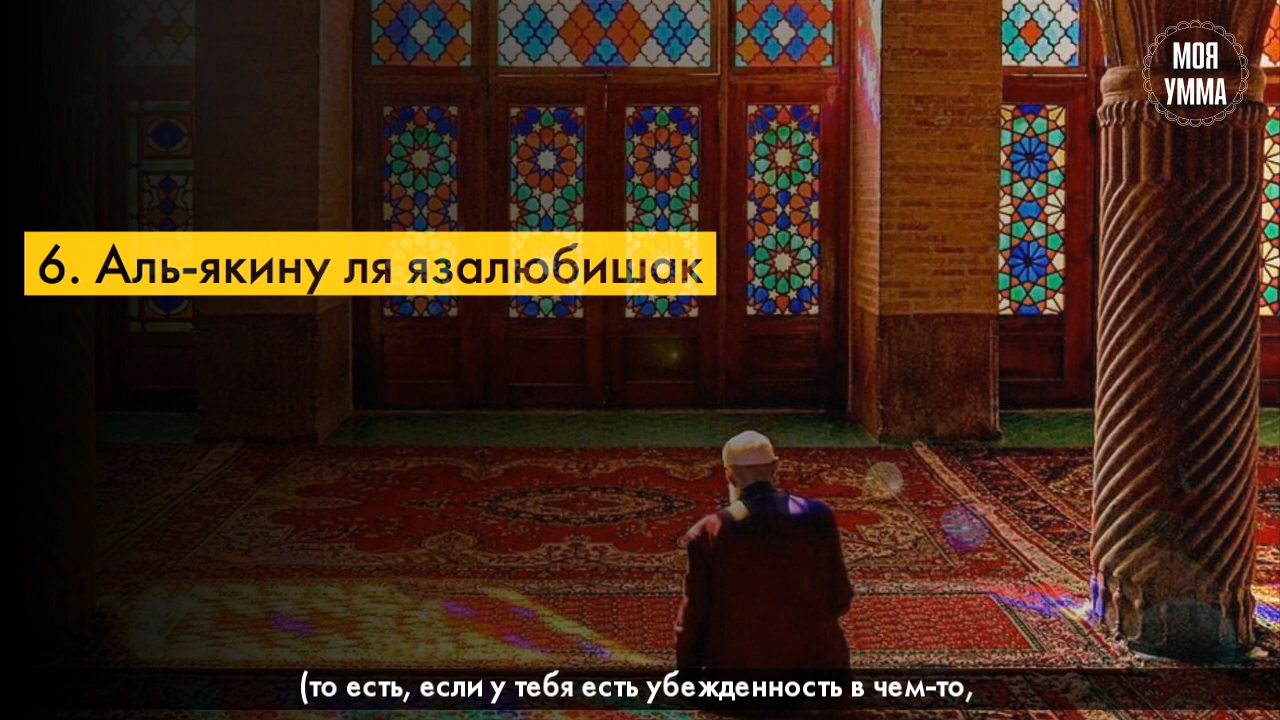 МОЯ
УММА
6. Аль-якину ля язалюбишак
(то есть, если у тебя есть убежденность в чем-то,